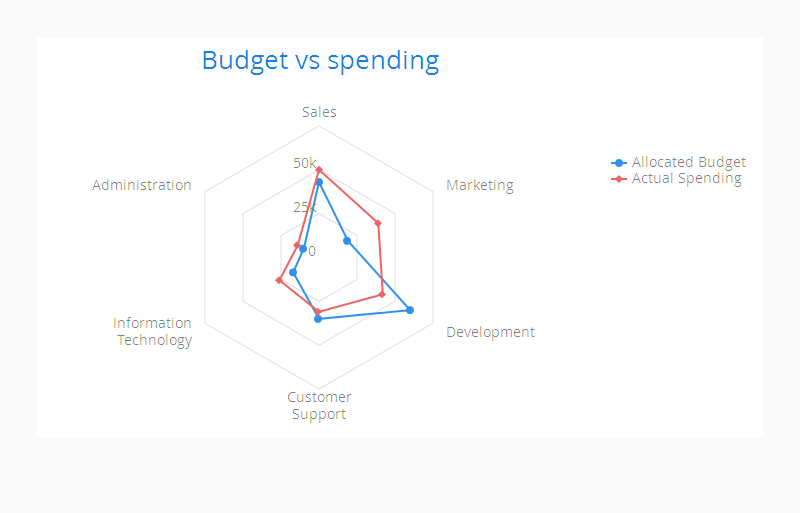 Budget vs spending
Sales
50k
25k
0
Administration
Marketing
Information
Technology
Development
Customer
Support
Allocated Budget
Actual Spending